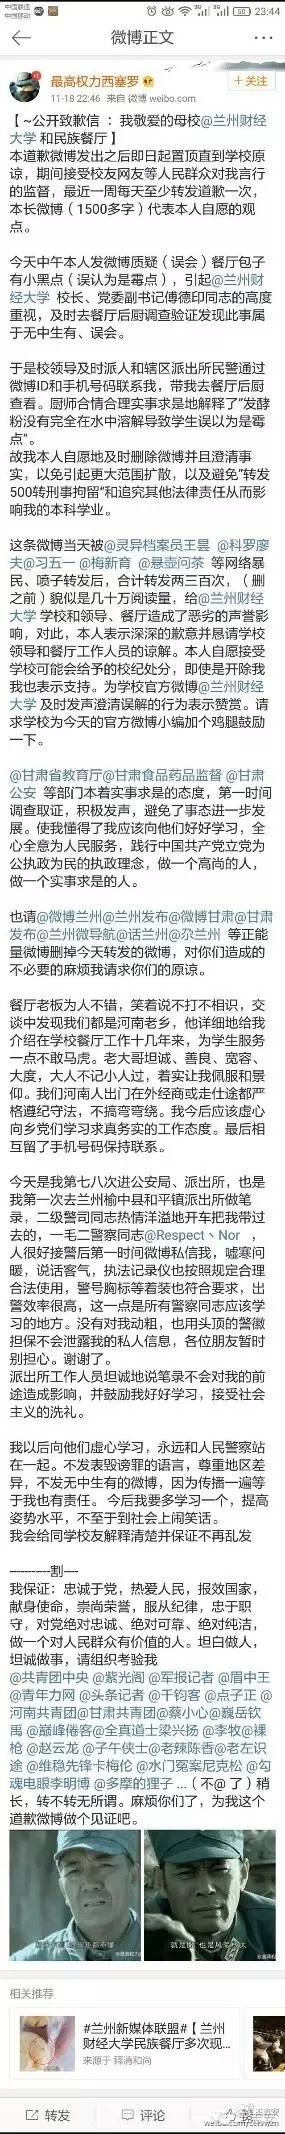 中国联通
中国移动
50 23:44
微博正文
最高权力西塞罗
+关注
11-18 22:46 来自 微博 weibo.com
【 ~公开致歉信 ：我敬爱的母校@兰州财经
大学 和民族餐厅 】
本道歉微博发出之后即日起置顶直到学校原
谅，期间接受校友网友等人民群众对我言行
的监督，最近一周每天至少转发道歉一次，
本长微博（1500多字）代表本人自愿的观
点。
今天中午本人发微博质疑（误会）餐厅包子
有小黑点（误认为是霉点），引起@兰州财
经大学 校长、党委副书记傅德印同志的高度
重视，及时去餐厅后厨调查验证发现此事属
于无中生有、误会。
于是校领导及时派人和辖区派出所民警通过
微博ID和手机号码联系我，带我去餐厅后厨
查看。厨师合情合理实事求是地解释了"发酵
粉没有完全在水中溶解导致学生误以为是霉
点"。
故我本人自愿地及时删除微博并且澄清事
实，以免引起更大范围扩散，以及避免"转发
500转刑事拘留"和追究其他法律责任从而影
响我的本科学业。
这条微博当天被@灵异档案员王昙 @科罗廖
夫@习五一 @梅新育 @悬壶问茶 等网络暴
民、喷子转发后，合计转发两三百次，（删
之前）貌似是几十万阅读量，给@兰州财经
大学 学校和领导、餐厅造成了恶劣的声誉影
响，对此，本人表示深深的歉意并恳请学校
领导和餐厅工作人员的谅解。本人自愿接受
学校可能会给予的校纪处分，即使是开除我
我也表示支持。为学校官方微博@兰州财经
大学 及时发声澄清误解的行为表示赞赏。请
求学校为今天的官方微博小编加个鸡腿鼓励
一下。
@甘肃省教育厅@甘肃食品药品监督 @甘肃
公安 等部门本着实事求是的态度，第一时间
调查取证，积极发声，避免了事态进一步发
展。使我懂得了我应该向他们好好学习，全
心全意为人民服务，践行中国共产党立党为
公执政为民的执政理念，做一个高尚的人，
做一个实事求是的人。
也请@微博兰州@兰州发布@微博甘肃@甘肃
发布@兰州微导航@话兰州@尕兰州 等正能
量微博删掉今天转发的微博，对你们造成的
不必要的麻烦我请求你们的原谅。
餐厅老板为人不错，笑着说不打不相识，交
谈中发现我们都是河南老乡，他详细地给我
介绍在学校餐厅工作十几年来，为学生服务
一点不敢马虎。老大哥坦诚、善良、宽容、
大度，大人不记小人过，着实让我佩服和景
仰。我们河南人出门在外经商或走仕途都严
格遵纪守法，不搞弯弯绕。我今后应该虚心
向乡党们学习求真务实的工作态度。最后相
互留了手机号码保持联系。
今天是我第七八次进公安局、派出所，也是
我第一次去兰州榆中县和平镇派出所做笔
录，二级警司同志热情洋溢地开车把我带过
去的，一毛二警察同志@Respect、Nor ，
人很好接警后第一时间微博私信我，嘘寒问
暖，说话客气，执法记录仪也按照规定合理
合法使用，警号胸标等着装也符合要求，出
警效率很高，这一点是所有警察同志应该学
习的地方。没有对我动粗，也用头顶的警徽
担保不会泄露我的私人信息，各位朋友暂时
别担心。谢谢了。
派出所工作人员坦诚地说笔录不会对我的前
途造成影响，并鼓励我好好学习，接受社会
主义的洗礼。
我以后向他们虚心学习，永远和人民警察站
在一起。不发表毁谤罪的语言，尊重地区差
异，不发无中生有的微博，因为传播一遍等
于我也有责任。 今后我要多学习一个，提高
姿势水平，不至于到社会上闹笑话。
我会给同学校友解释清楚并保证不再乱发
-----------割----
我保证：忠诚于党，热爱人民，报效国家，
献身使命，崇尚荣誉，服从纪律，忠于职
守，对党绝对忠诚、绝对可靠、绝对纯洁，
做一个对人民群众有价值的人。坦白做人，
坦诚做事，请组织考验我
@共青团中央 @紫光阁 @军报记者 @眉中王
@青年力网 @头条记者 @千钧客 @点子正 @
河南共青团@甘肃共青团@蔡小心@巍岳钦
禹 @巅峰倦客@全真道士梁兴扬 @李牧@裸
枪 @赵云龙 @子午侠士@老辣陈香@老左识
途 @维稳先锋卡梅伦 @水门冤案尼克松 @勾
魂电眼李明博 @多摩的狸子 ...（不@ 了）稍
长，转不转无所谓。麻烦你们了，为我这个
道歉微博做个见证吧。
相关推荐
#兰州新媒体联盟#【兰州
财经大学民族餐厅多次现...
来源于 释清和尚
转发
评论
weibo.com/cctvwzn